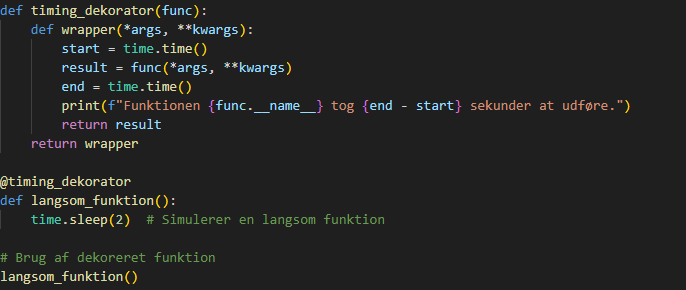 def timing_dekorator(func):
    def wrapper(*args, **kwargs):
        start = time.time()
        result = func(*args, **kwargs)
        end = time.time()
        print(f"Funktionen {func.__name__} tog {end - start} sekunder at udføre.")
        return result
    return wrapper

@timing_dekorator
def langsom_funktion():
    time.sleep(2)  # Simulerer en langsom funktion

# Brug af dekoreret funktion
langsom_funktion()